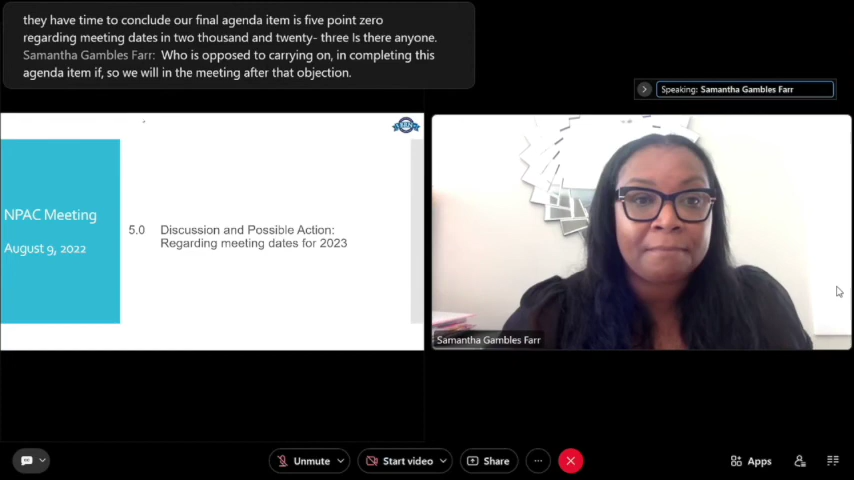 they have time to conclude our final agenda item is five point zero
regarding meeting dates in two thousand and twenty- three Is there anyone.
Samantha Gambles Farr: Who is opposed to carrying on, in completing this
agenda item if, so we will in the meeting after that objection.
Speaking: Samantha Gambles Farr
NPAC Meeting
August 9, 2022
5.0 Discussion and Possible Action:
Regarding meeting dates for 2023
Samantha Gambles Farr
Unmute
Start video
Share
Apps